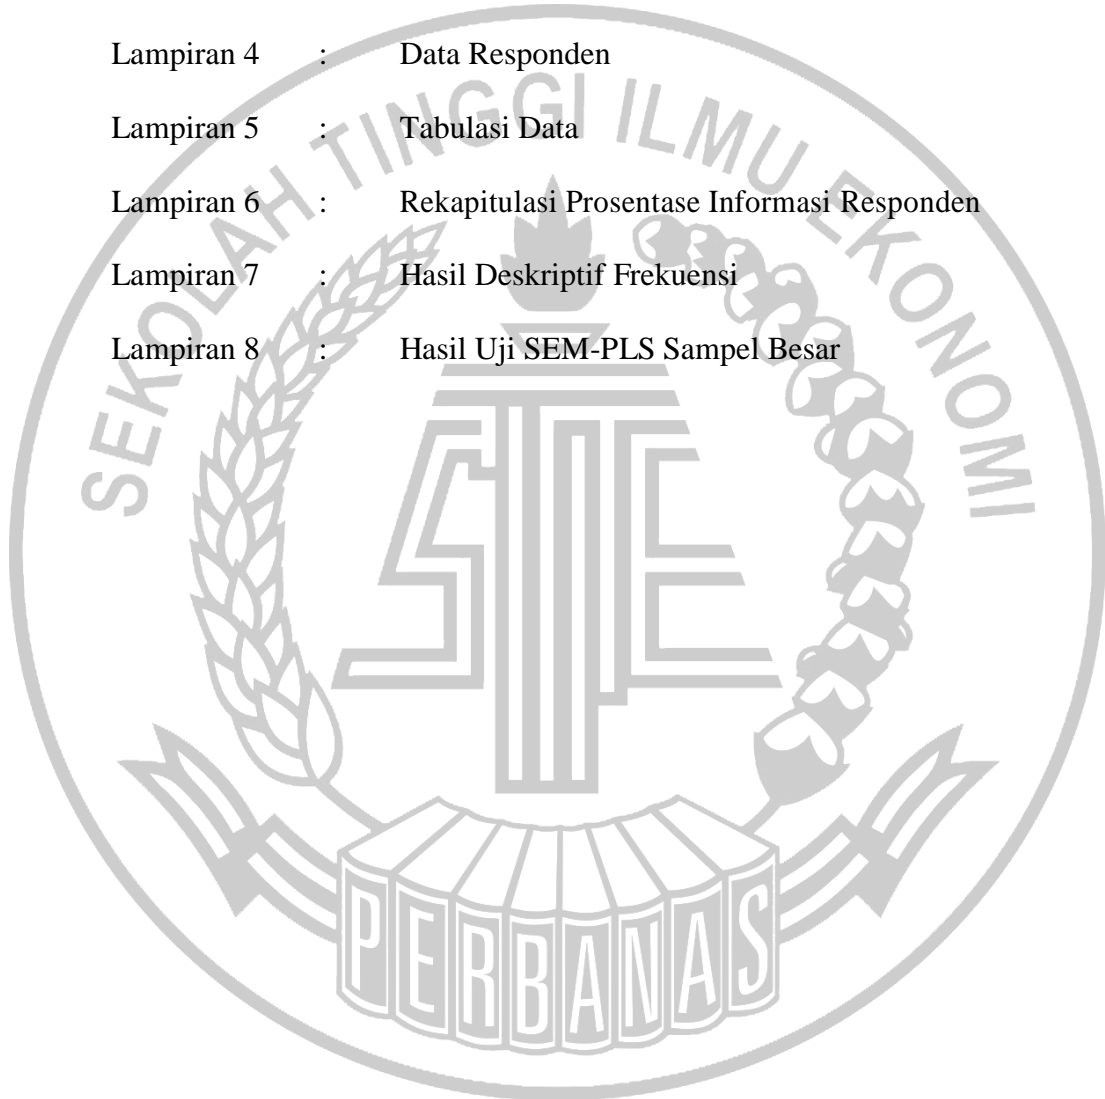 Lampiran 4 : Data Responden
Lampiran 5 : Tabulasi Data
Lampiran 6 : Rekapitulasi Prosentase Informasi Responden
Lampiran 7 : Hasil Deskriptif Frekuensi
Lampiran 8 : Hasil Uji SEM-PLS Sampel Besar
SEKOLAH TINGGI ILMU EKONOMI
STIE
PERBANAS